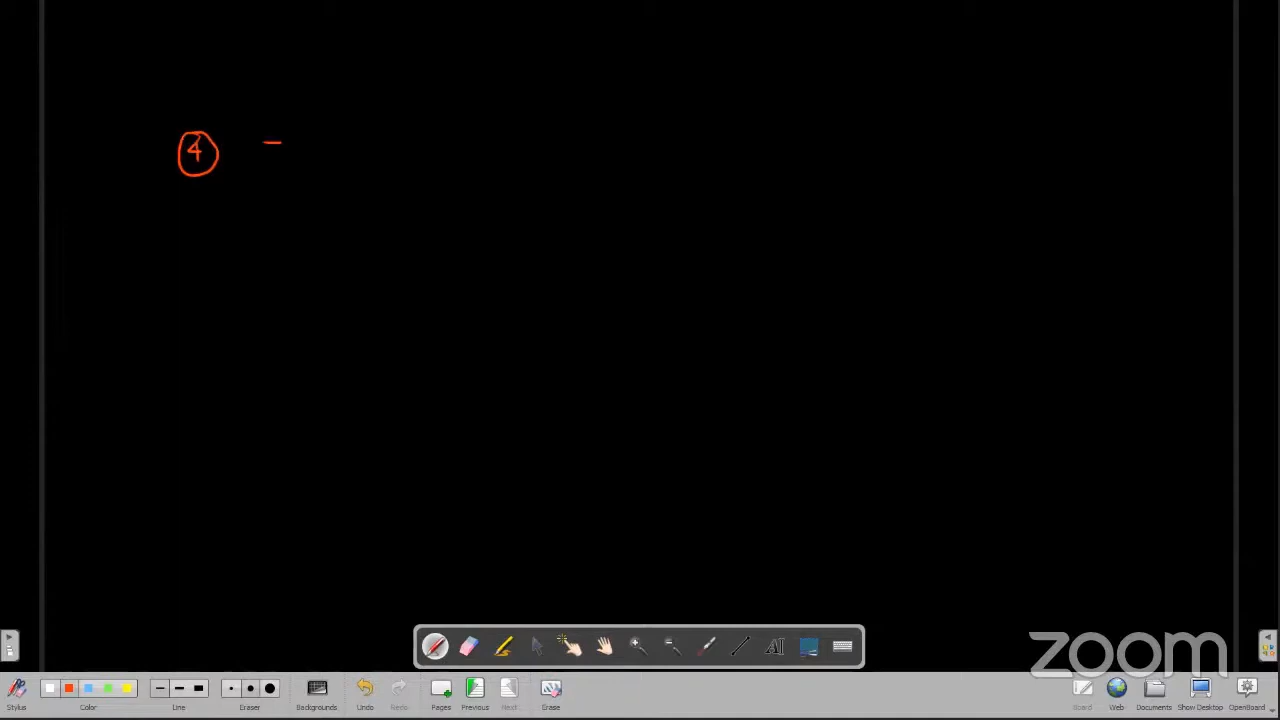 4 -
zoom
Stylus Color Line Eraser Backgrounds Undo Redo Pages Previous Next Erase Board Web Documents Show Desktop OpenBoard